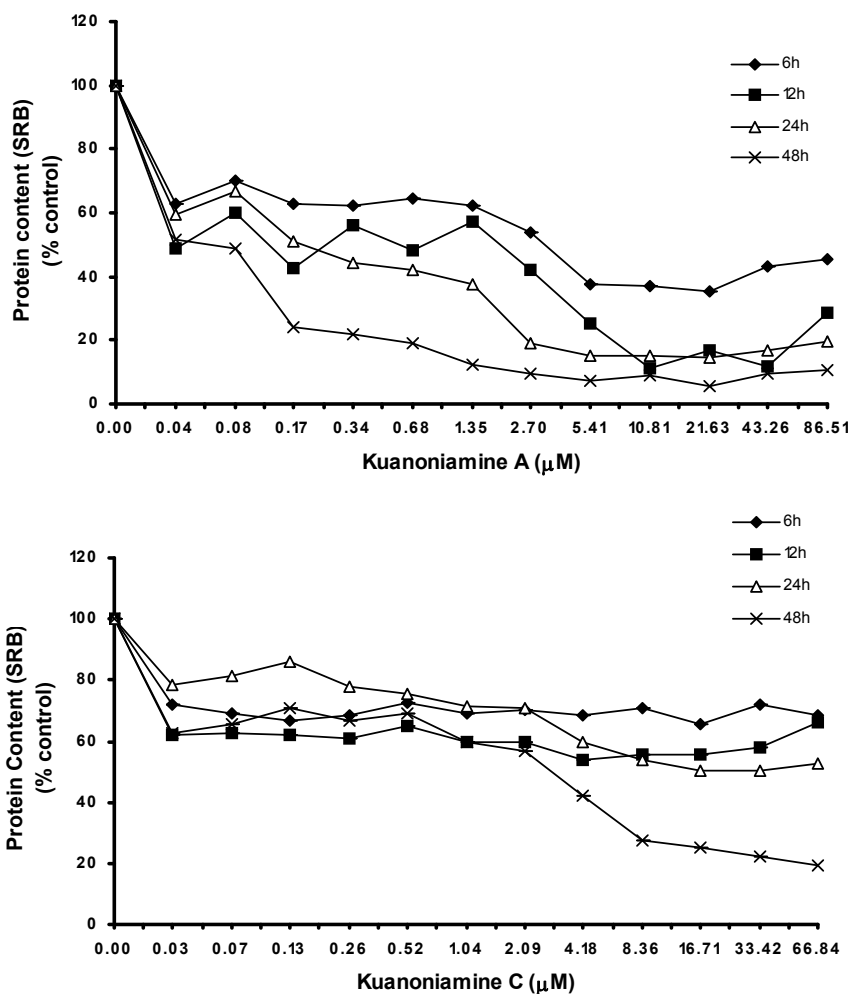 120
100
80
60
40
20
0
Protein content (SRB)
(% control)
6h
12h
24h
48h
0.00 0.04 0.08 0.17 0.34 0.68 1.35 2.70 5.41 10.81 21.63 43.26 86.51
Kuanoniamine A (μM)
6h
12h
24h
48h
120
100
80
60
40
20
0
Protein Content (SRB)
(% control)
0.00 0.03 0.07 0.13 0.26 0.52 1.04 2.09 4.18 8.36 16.71 33.42 66.84
Kuanoniamine C (μM)